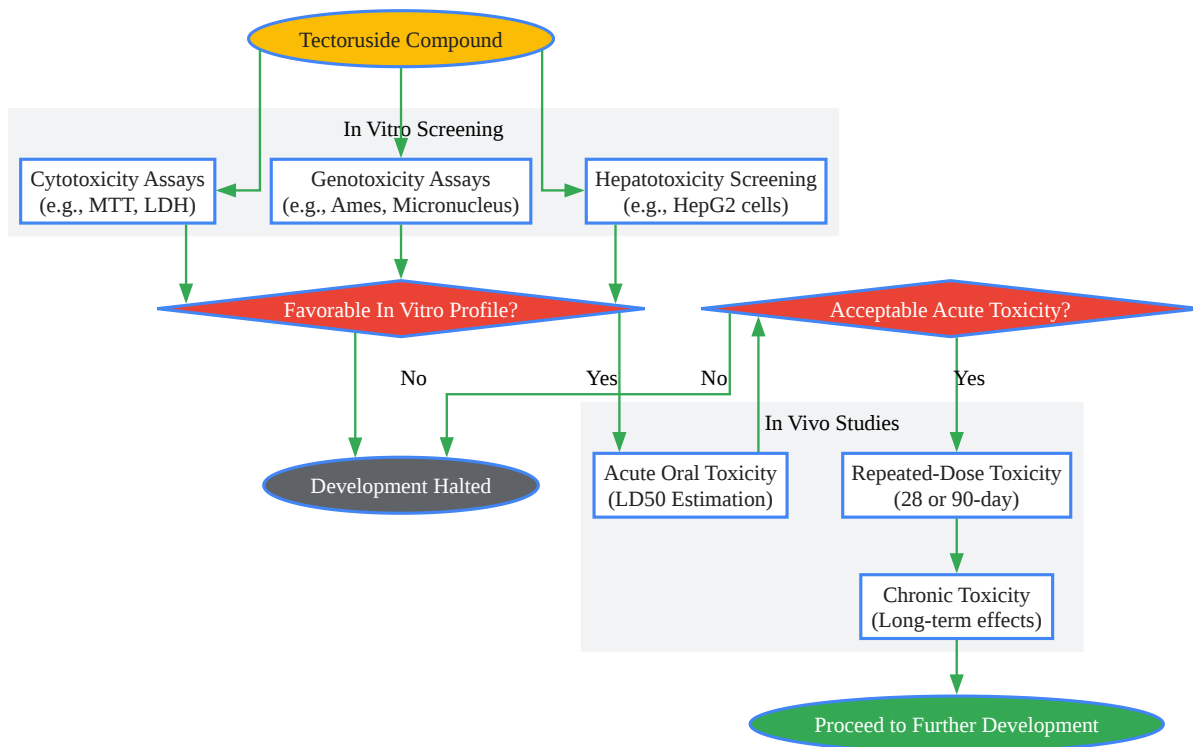 Tectoruside Compound
In Vitro Screening
Cytotoxicity Assays
(e.g., MTT, LDH)
Genotoxicity Assays
(e.g., Ames, Micronucleus)
Hepatotoxicity Screening
(e.g., HepG2 cells)
Favorable In Vitro Profile?
Acceptable Acute Toxicity?
No
Yes
No
Yes
In Vivo Studies
Development Halted
Acute Oral Toxicity
(LD50 Estimation)
Repeated-Dose Toxicity
(28 or 90-day)
Chronic Toxicity
(Long-term effects)
Proceed to Further Development